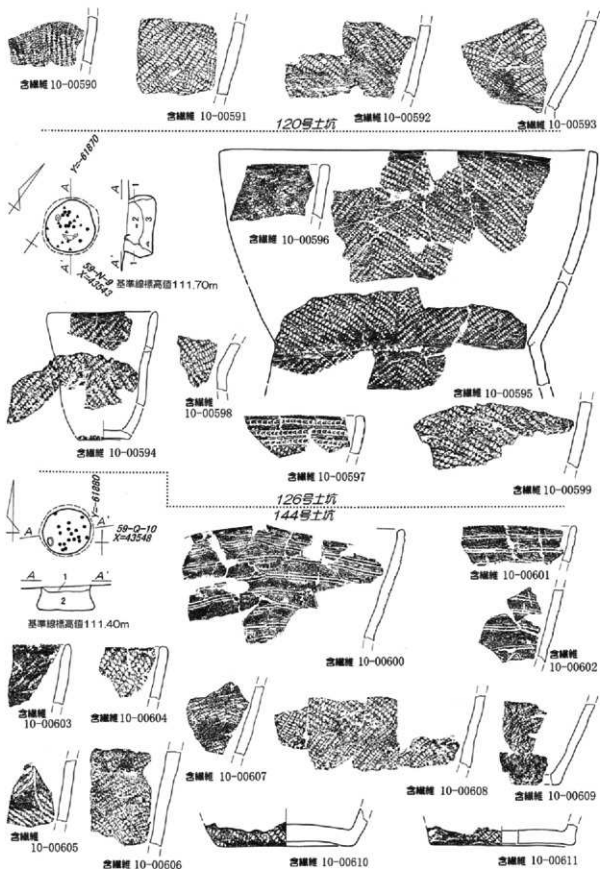 含繊維 10-00590
含繊維 10-00591
含繊維 10-00592
含繊維 10-00593
120号土坑
Y=-61870
A
A
1
2
3
4
A'
A'
1
59-N-9
X=43543
基準線標高値111.70m
含繊維 10-00596
含繊維 10-00595
含繊維
10-00598
含繊維 10-00594
含繊維 10-00597
含繊維 10-00599
126号土坑
144号土坑
Y=-61880
A
A'
59-Q-10
X=43548
A
1
A'
2
基準線標高値111.40m
含繊維 10-00600
含繊維 10-00601
含繊維
10-00602
含繊維
10-00603
含繊維 10-00604
含繊維
10-00607
含繊維 10-00608
含繊維 10-00609
含繊維
10-00605
含繊維
10-00606
含繊維 10-00610
含繊維 10-00611